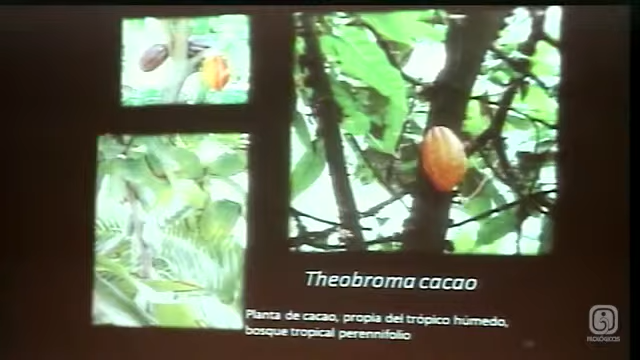 Theobroma cacao
Planta de cacao, propia del trópico húmedo,
bosque tropical perennifolio